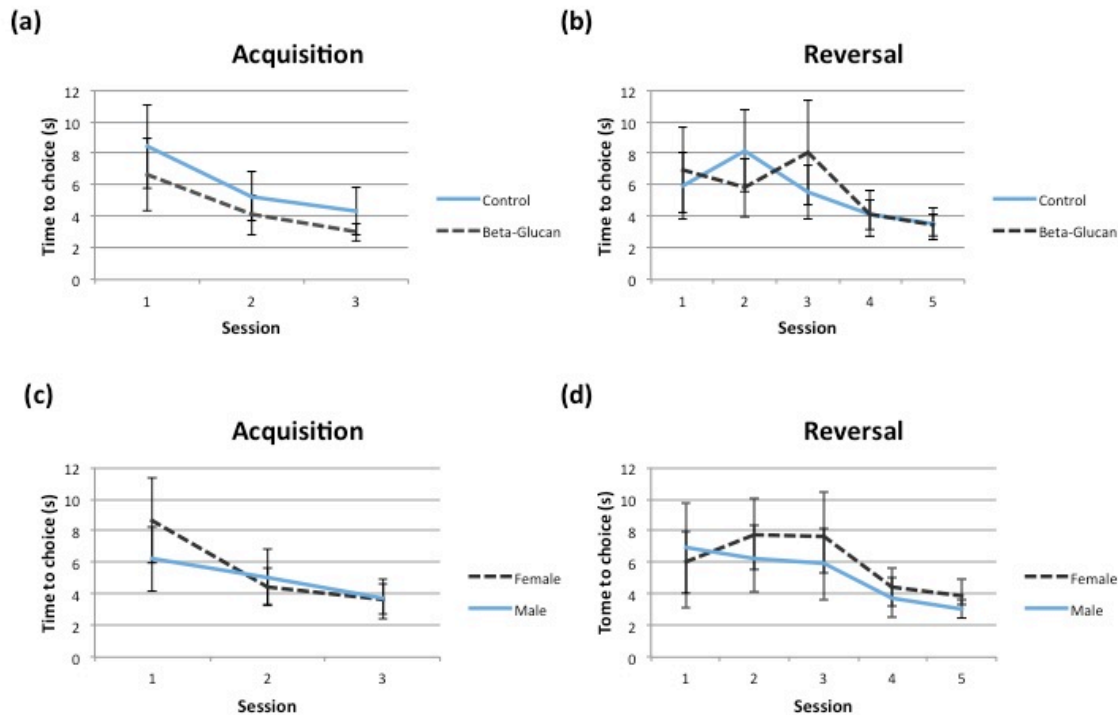 (a)
Acquisition
Time to choice (s)
12
10
8
6
4
2
0
1 2 3
Session
Control
Beta-Glucan
(b)
Reversal
Time to choice (s)
12
10
8
6
4
2
0
1 2 3 4 5
Session
Control
Beta-Glucan
(c)
Acquisition
Time to choice (s)
12
10
8
6
4
2
0
1 2 3
Session
Female
Male
(d)
Reversal
Tome to choice (s)
12
10
8
6
4
2
0
1 2 3 4 5
Session
Female
Male